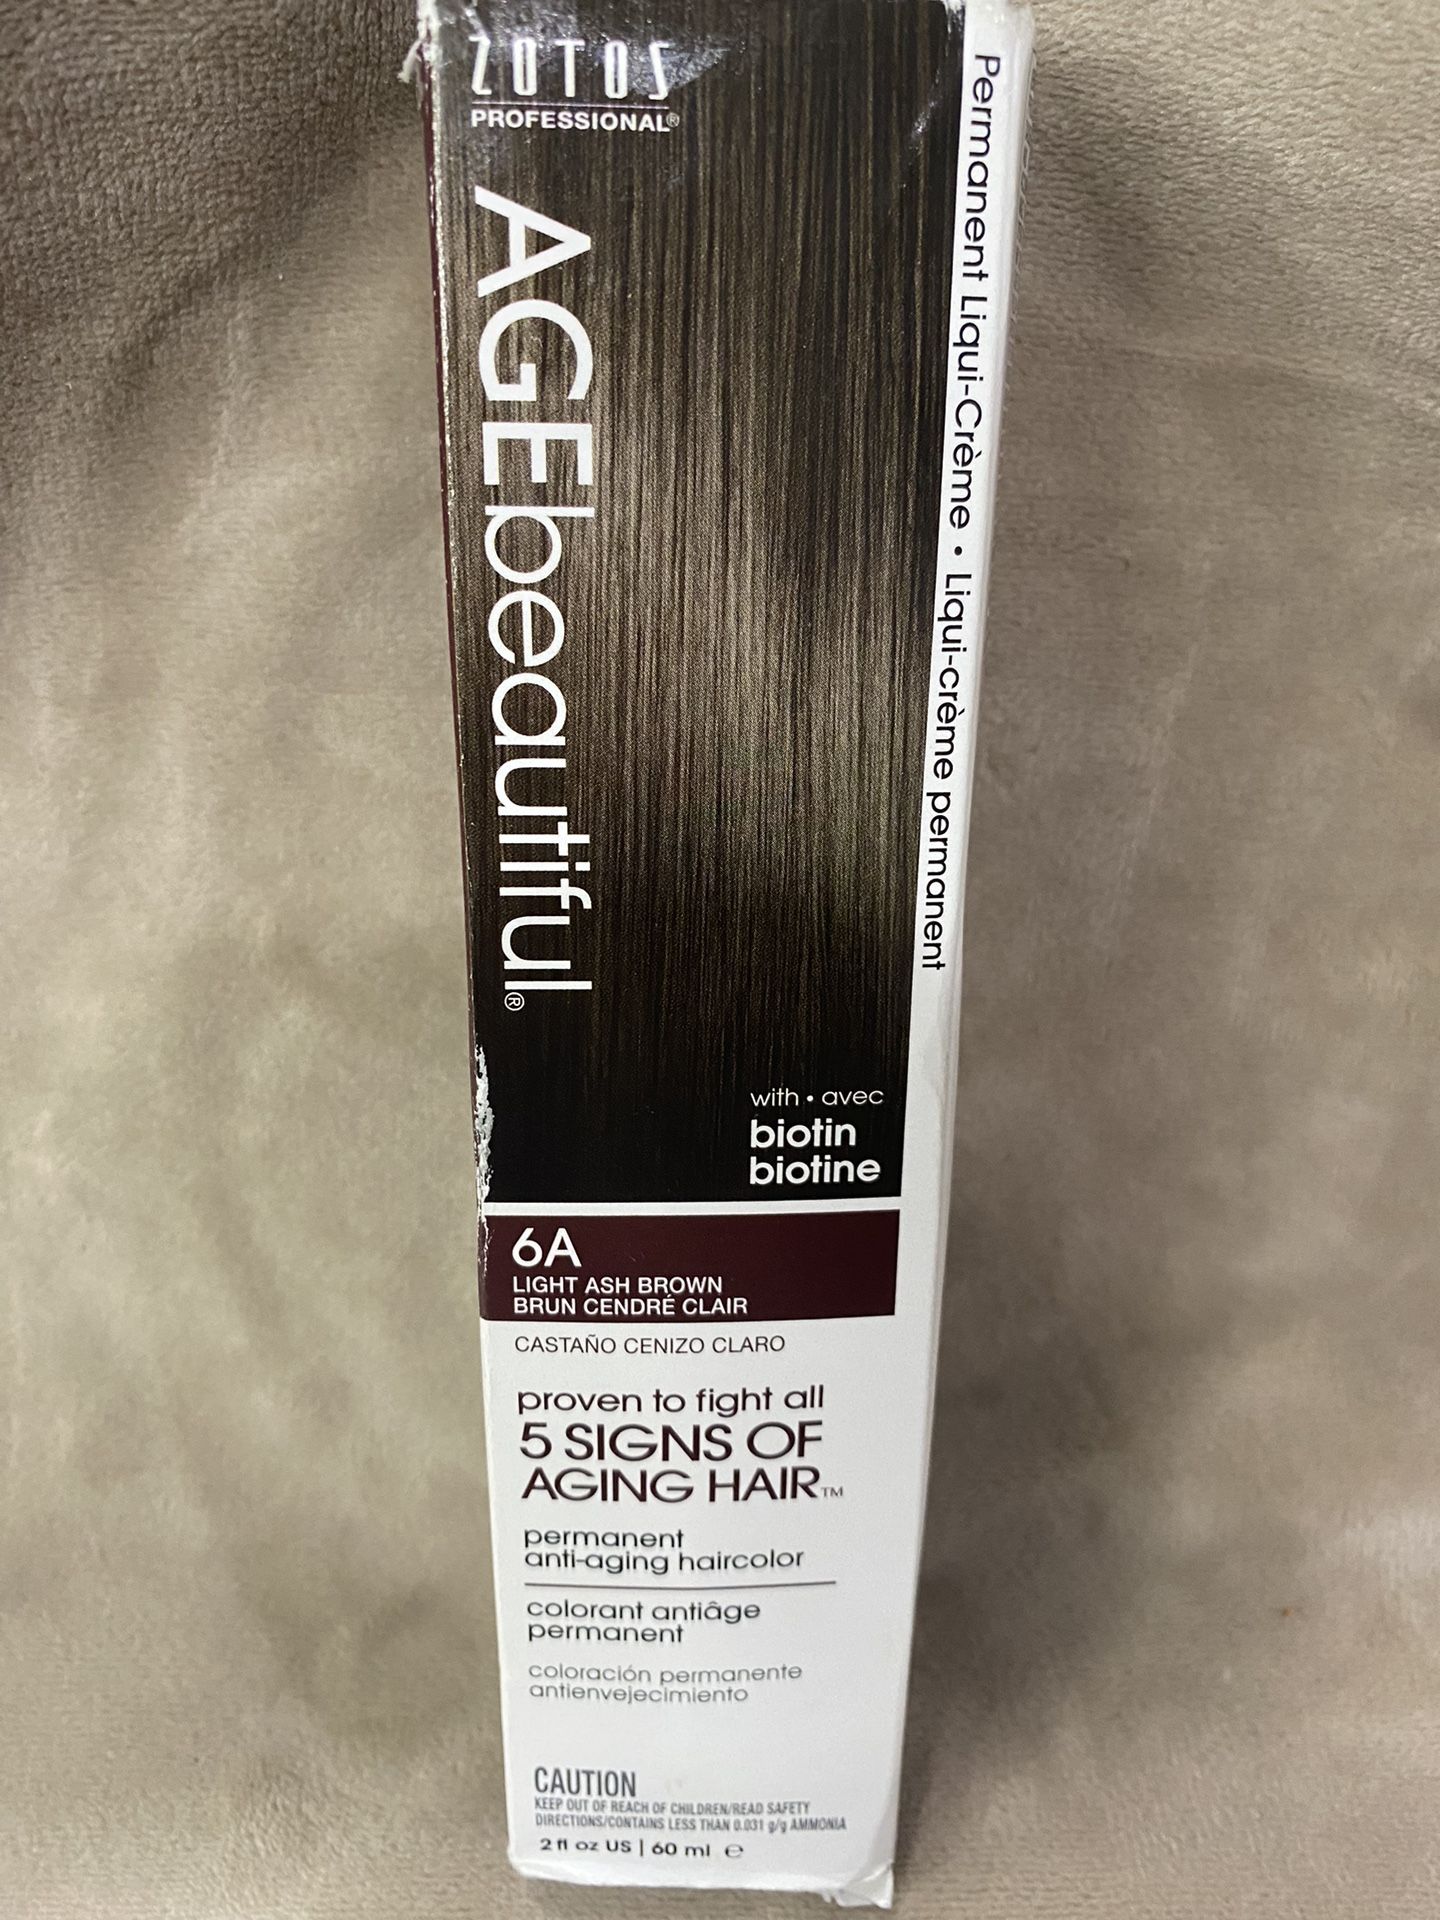 ZOTOS
PROFESSIONAL®
AGEbeautiful®
Permanent Liqui-Crème • Liqui-crème permanent
with • avec
biotin
biotine
6A
LIGHT ASH BROWN
BRUN CENDRÉ CLAIR
CASTAÑO CENIZO CLARO
proven to fight all
5 SIGNS OF
AGING HAIR™
permanent
anti-aging haircolor
colorant antiâge
permanent
coloración permanente
antienvejecimiento
CAUTION
KEEP OUT OF REACH OF CHILDREN/READ SAFETY
DIRECTIONS/CONTAINS LESS THAN 0.031 g/g AMMONIA
2 fl oz US | 60 ml ℮